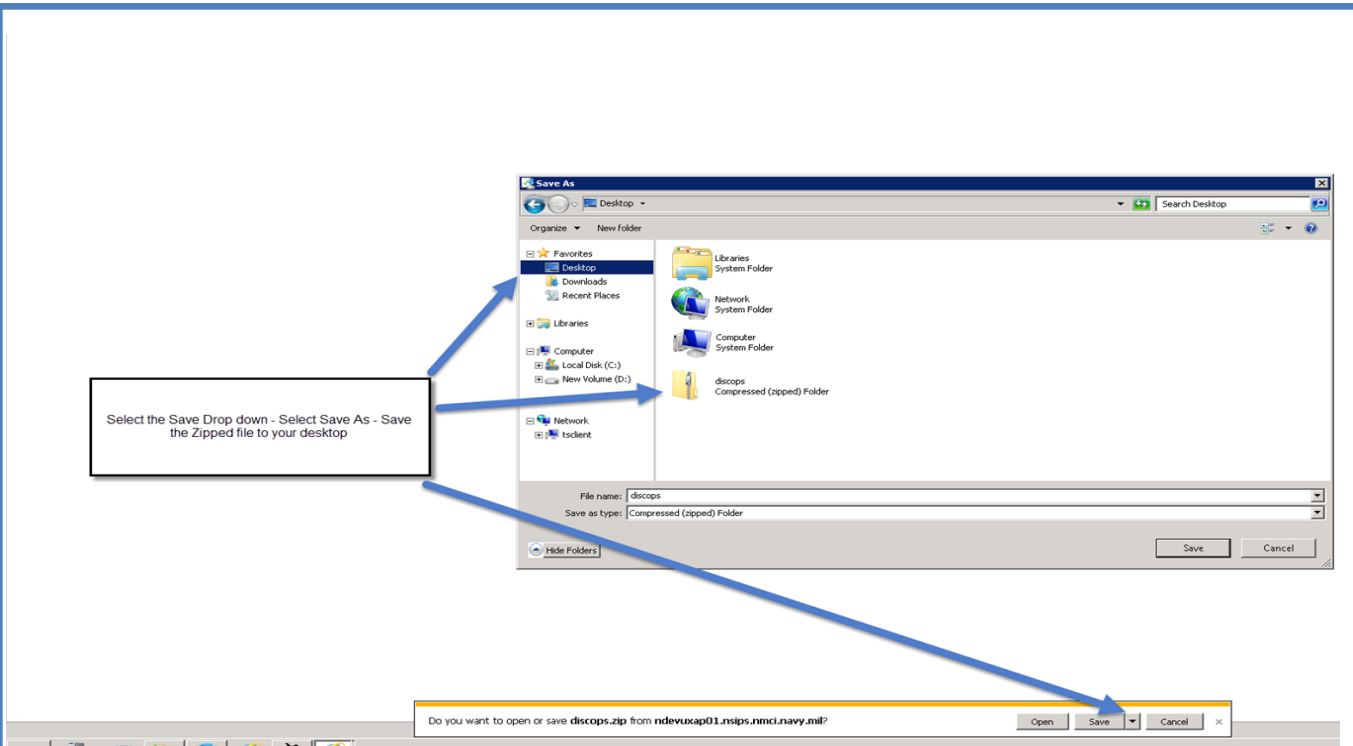 Save As
Desktop
Search Desktop
Organize
New folder
Favorites
Desktop
Downloads
Recent Places
Libraries
Computer
Local Disk (C:)
New Volume (D:)
Network
tsclient
Libraries
System Folder
Network
System Folder
Computer
System Folder
discops
Compressed (zipped) Folder
Select the Save Drop down - Select Save As - Save
the Zipped file to your desktop
File name: discops
Save as type: Compressed (zipped) Folder
Hide Folders
Save
Cancel
Do you want to open or save discops.zip from ndevuxap01.nsips.nmci.navy.mil?
Open
Save
Cancel